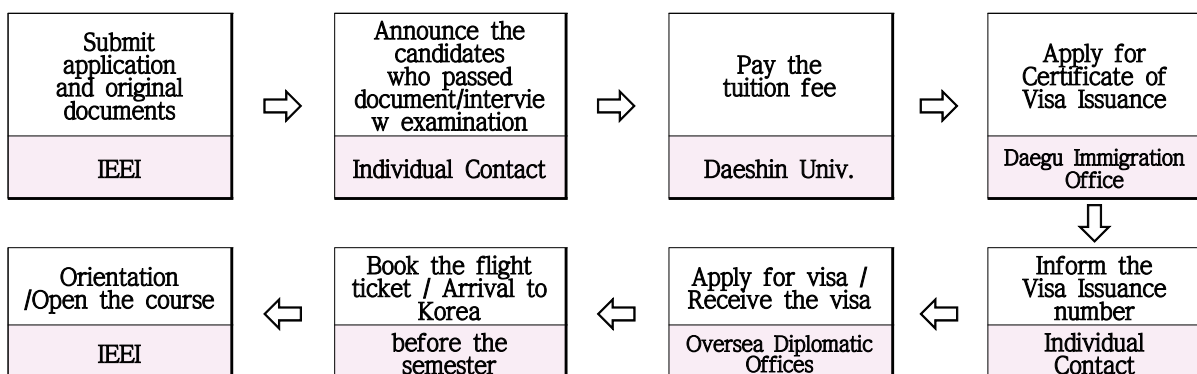 Submit
application
and original
documents
IEEI
Announce the
candidates
who passed
document/intervie
w examination
Individual Contact
Pay the
tuition fee
Daeshin Univ.
Apply for
Certificate of
Visa Issuance
Daegu Immigration
Office
Inform the
Visa Issuance
number
Individual
Contact
Apply for visa /
Receive the visa
Oversea Diplomatic
Offices
Book the flight
ticket / Arrival to
Korea
before the
semester
Orientation
/Open the course
IEEI